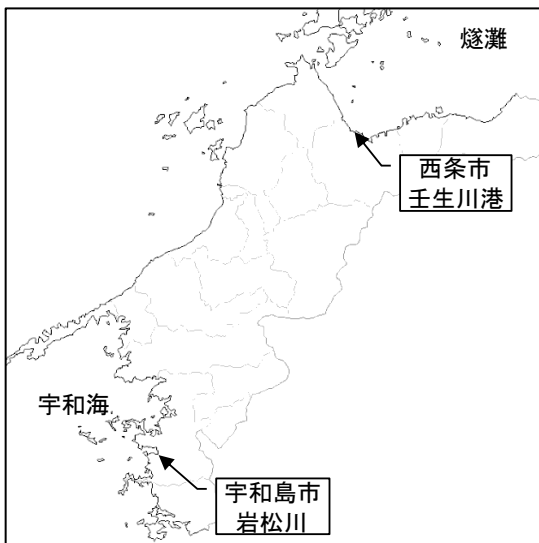 燧灘
西条市
壬生川港
宇和海
宇和島市
岩松川